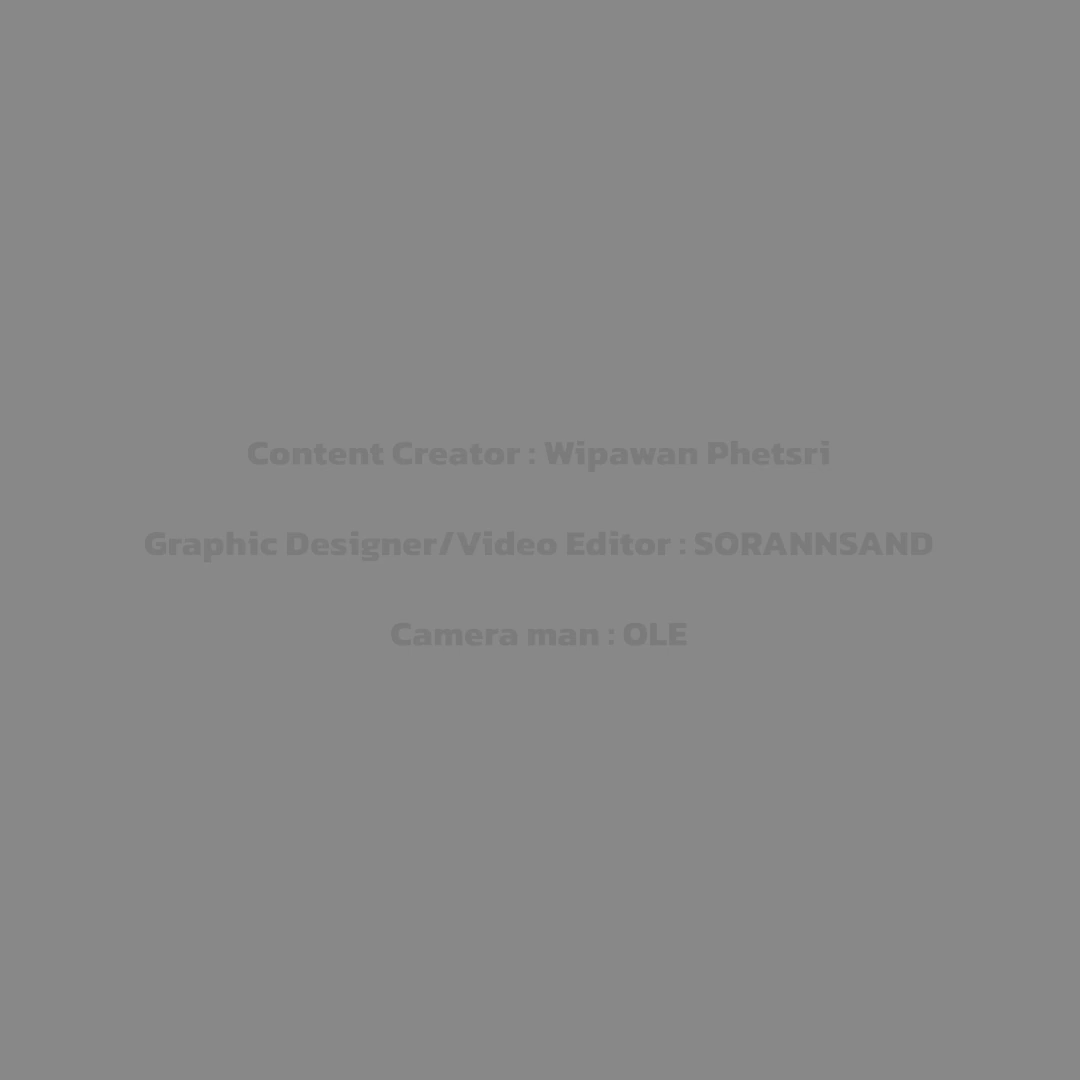 Content Creator : Wipawan Phetsri
Graphic Designer/Video Editor : SORANNSAND
Camera man : OLE